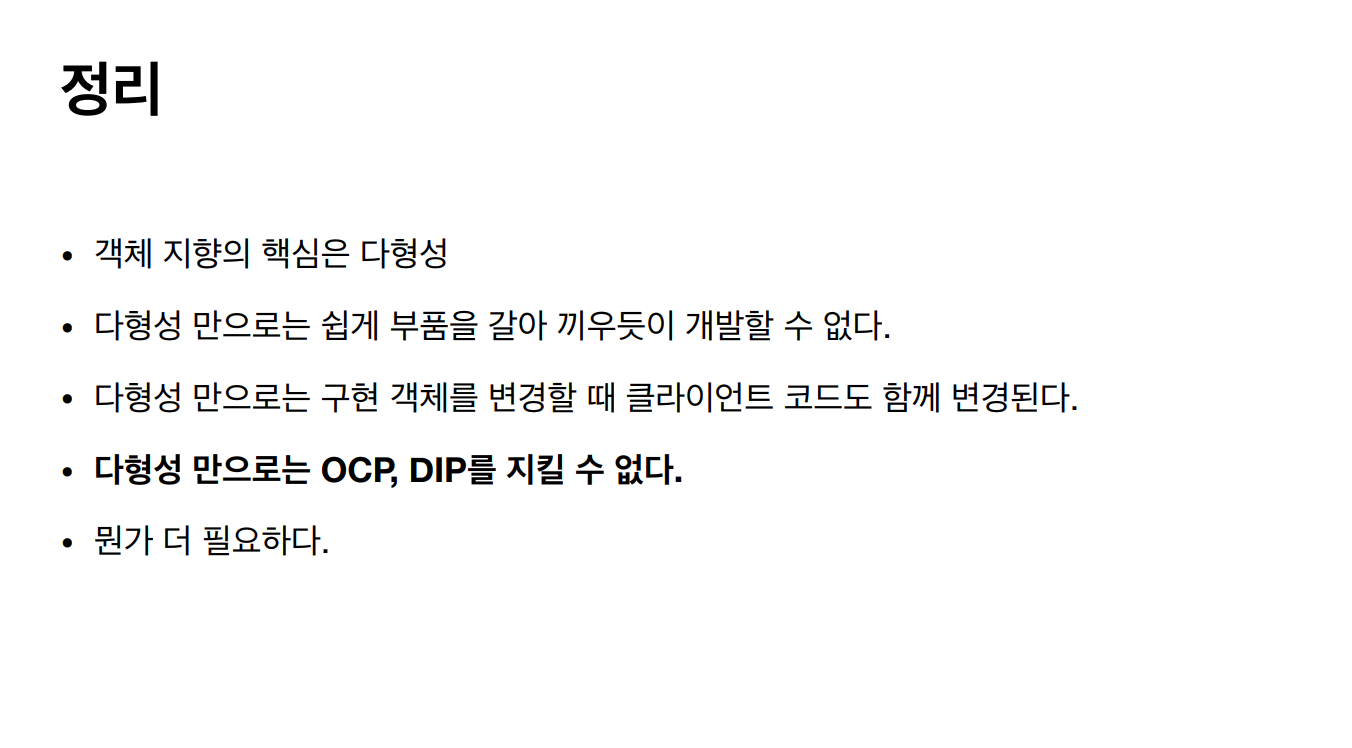 정리
• 객체 지향의 핵심은 다형성
• 다형성 만으로는 쉽게 부품을 갈아 끼우듯이 개발할 수 없다.
• 다형성 만으로는 구현 객체를 변경할 때 클라이언트 코드도 함께 변경된다.
• 다형성 만으로는 OCP, DIP를 지킬 수 없다.
• 뭔가 더 필요하다.